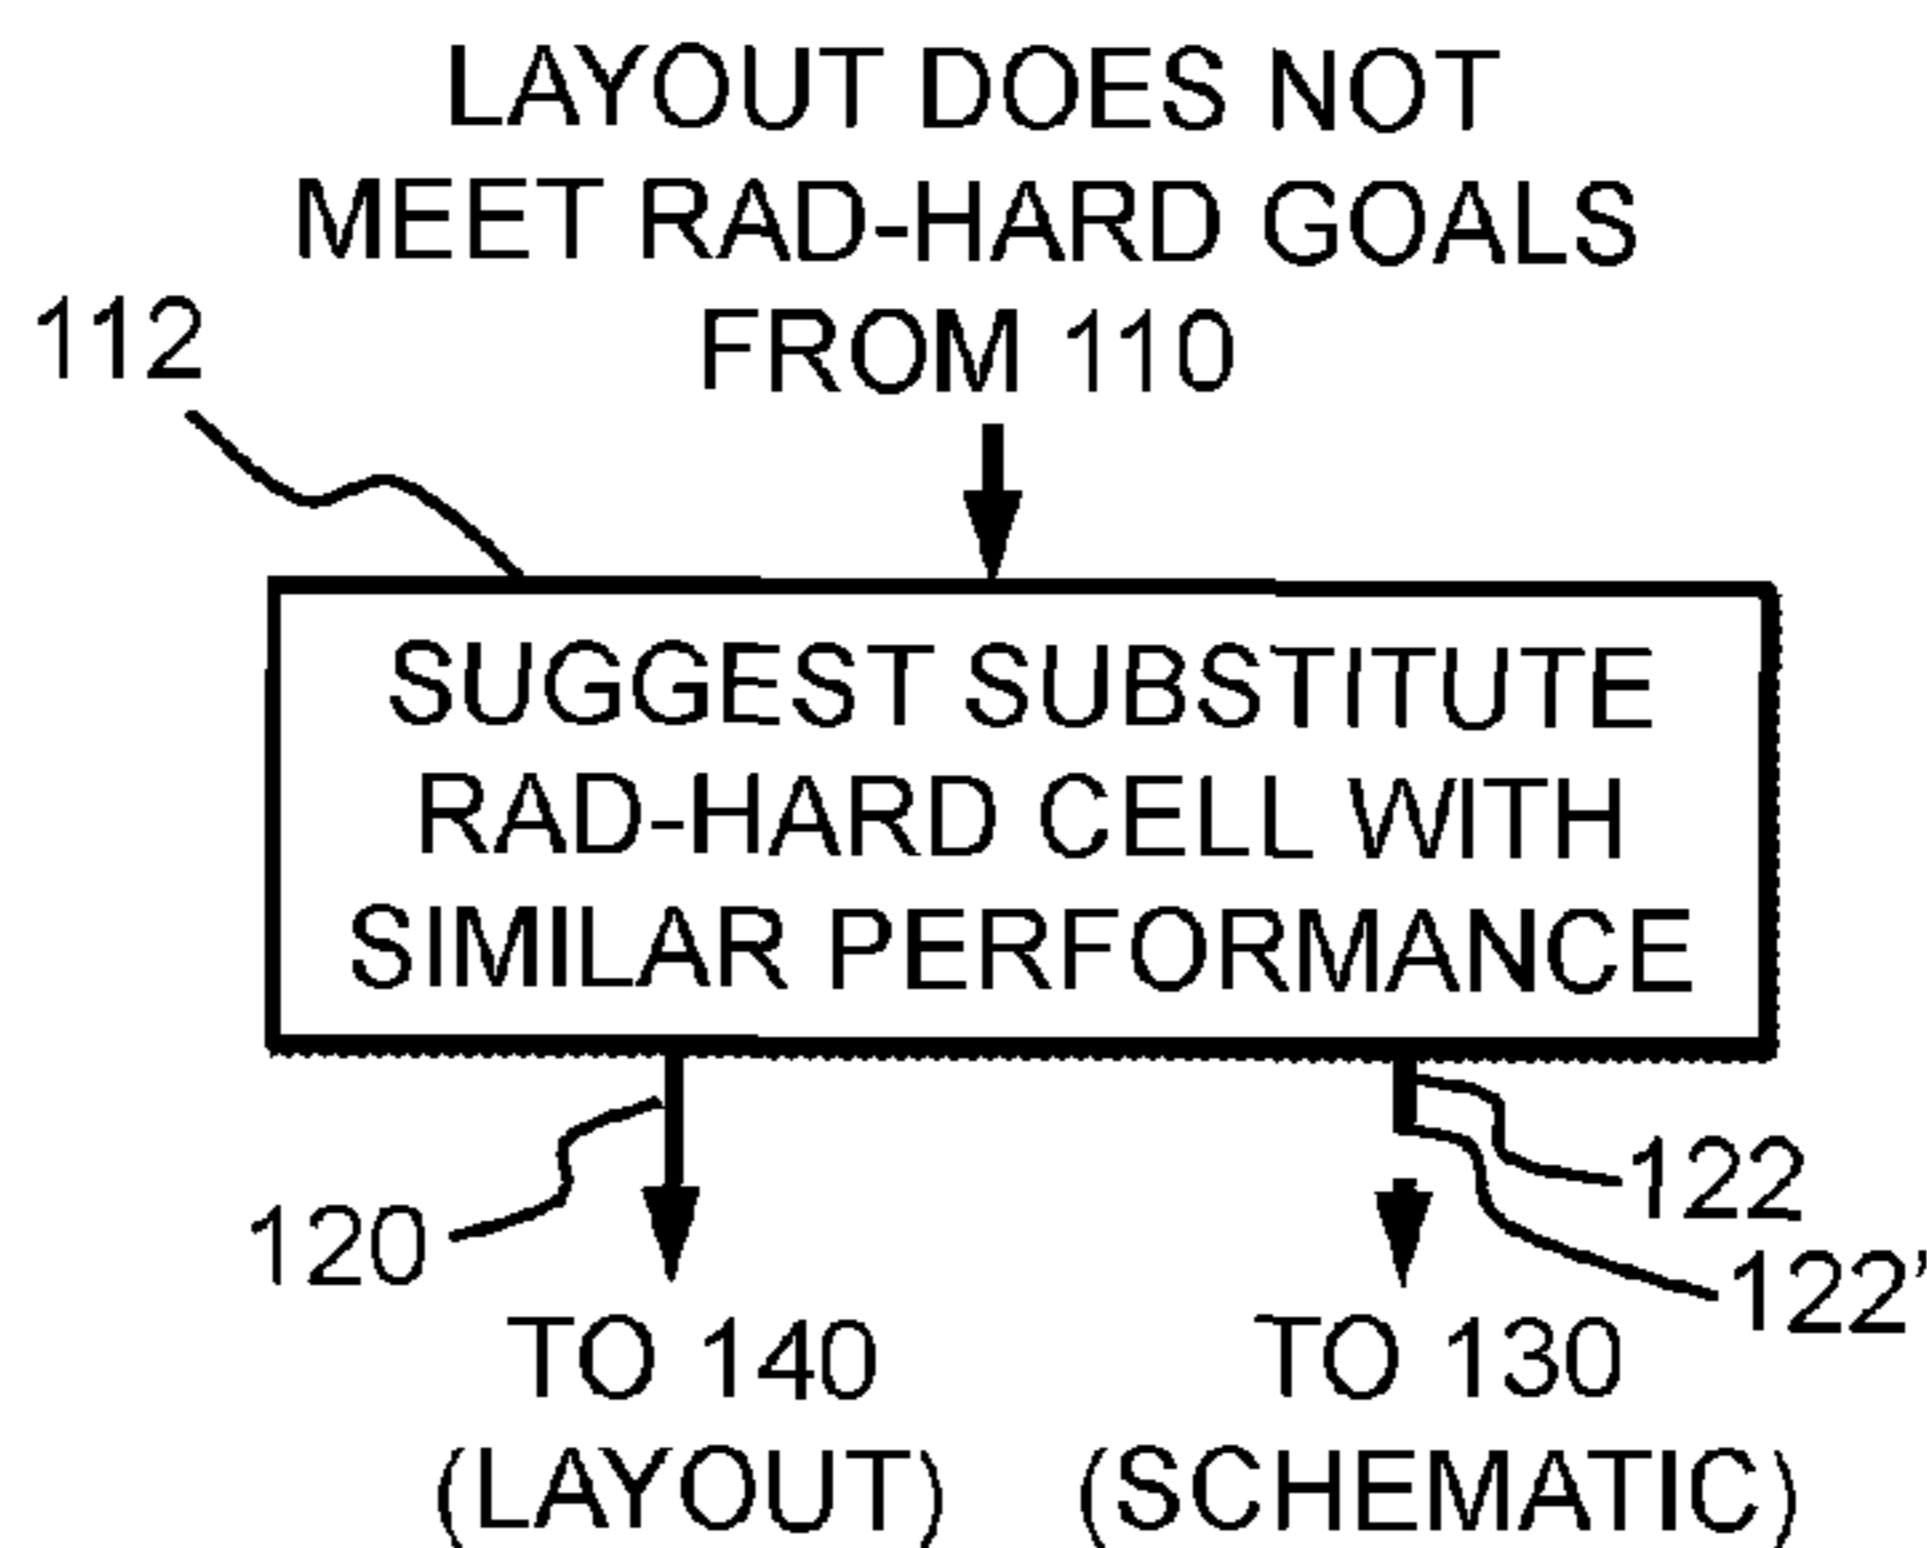 LAYOUT DOES NOT
MEET RAD-HARD GOALS
FROM 110
112
SUGGEST SUBSTITUTE
RAD-HARD CELL WITH
SIMILAR PERFORMANCE
122
120
122'
TO 140
(LAYOUT)
TO 130
(SCHEMATIC)